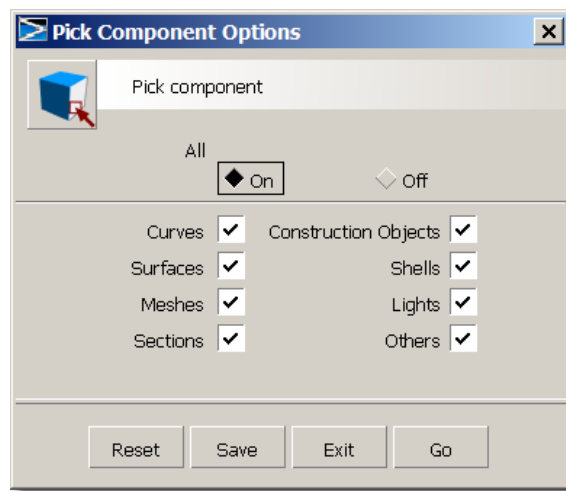 Pick Component Options
Pick component
All
On Off
Curves Construction Objects
Surfaces Shells
Meshes Lights
Sections Others
Reset Save Exit Go